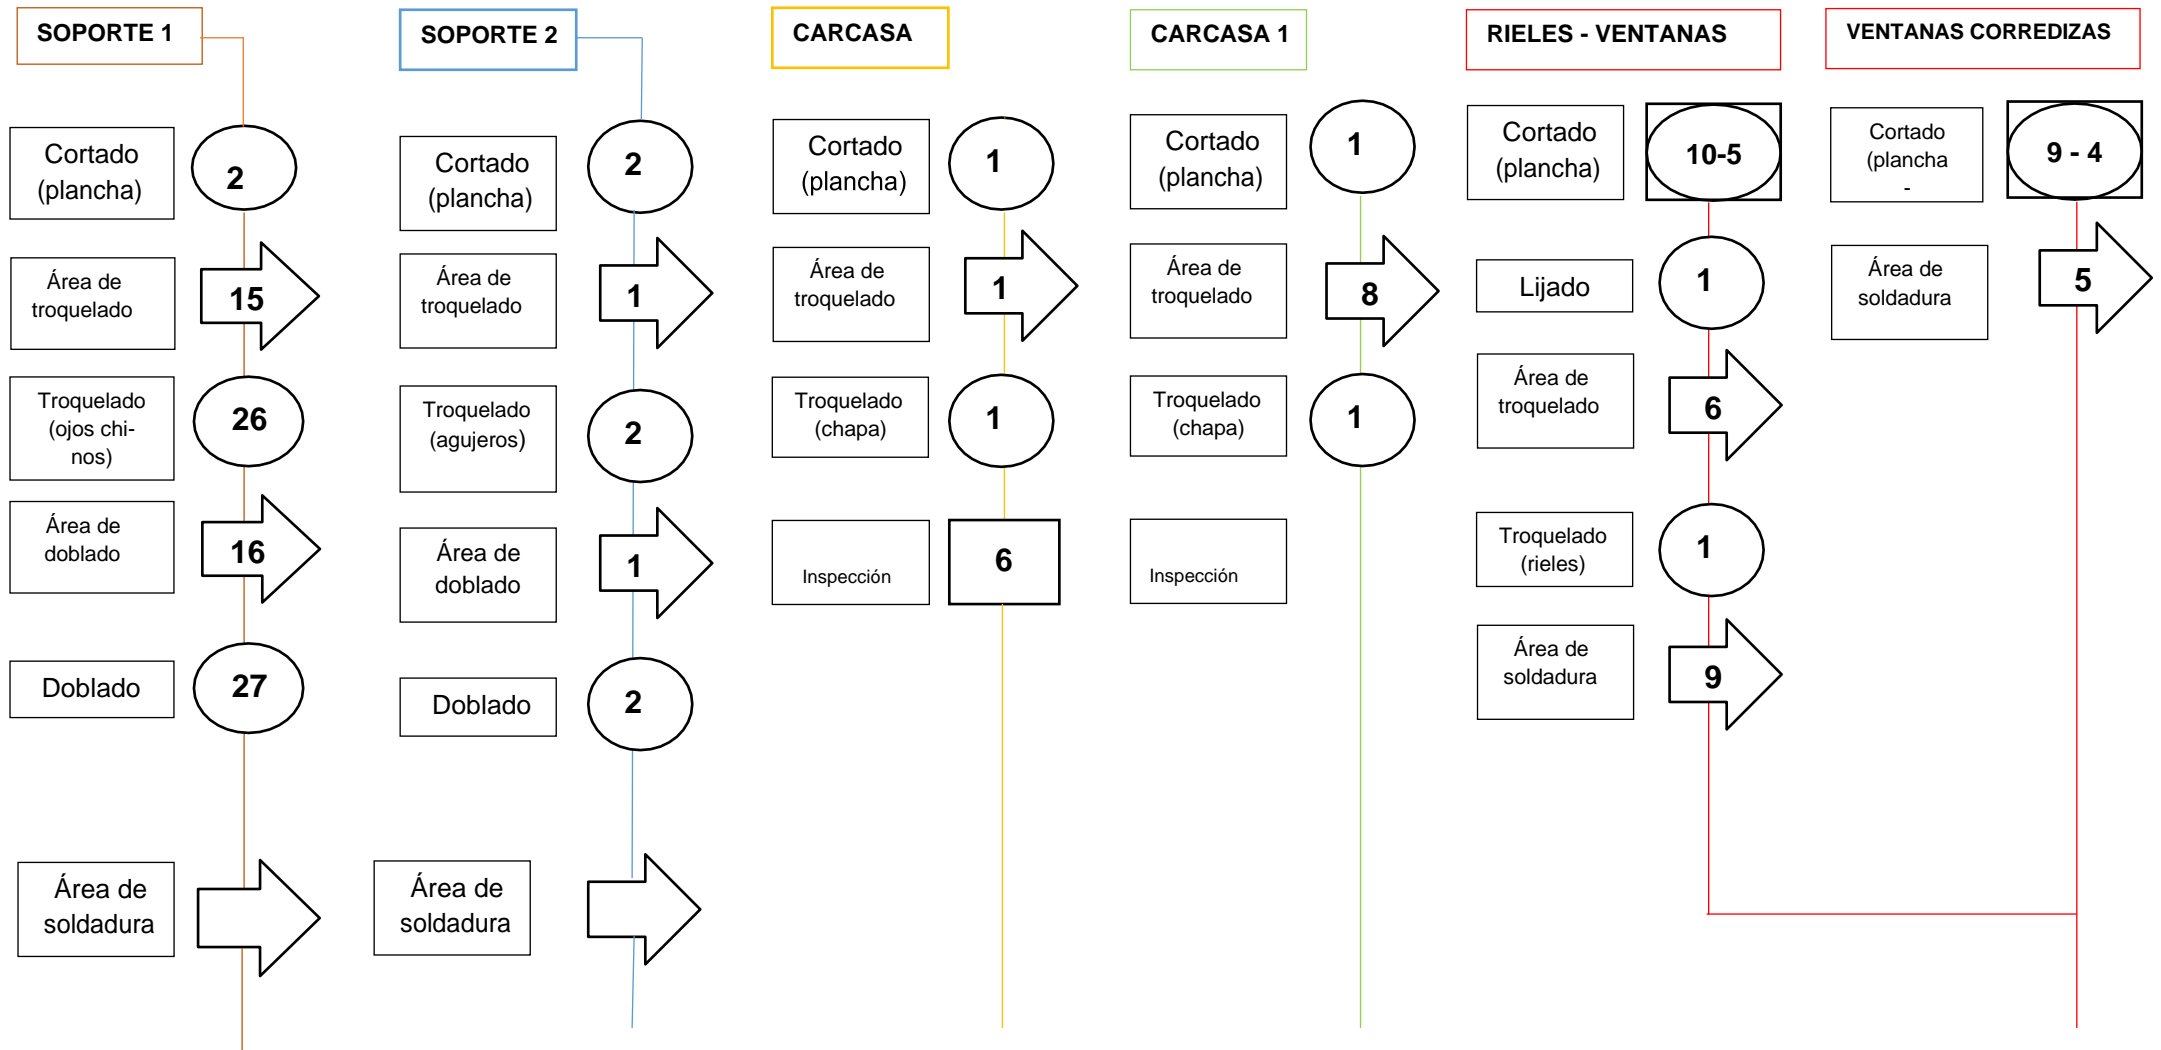 SOPORTE 1
Cortado
(plancha)
2
Área de
troquelado
15
Troquelado
(ojos chi-
nos)
26
Área de
doblado
16
Doblado
27
Área de
soldadura
SOPORTE 2
Cortado
(plancha)
2
Área de
troquelado
1
Troquelado
(agujeros)
2
Área de
doblado
1
Doblado
2
Área de
soldadura
CARCASA
Cortado
(plancha)
1
Área de
troquelado
1
Troquelado
(chapa)
1
Inspección
6
CARCASA 1
Cortado
(plancha)
1
Área de
troquelado
8
Troquelado
(chapa)
1
Inspección
RIELES - VENTANAS
Cortado
(plancha)
10-5
Lijado
1
Área de
troquelado
6
Troquelado
(rieles)
1
Área de
soldadura
9
VENTANAS CORREDIZAS
Cortado
(plancha
-
9 - 4
Área de
soldadura
5